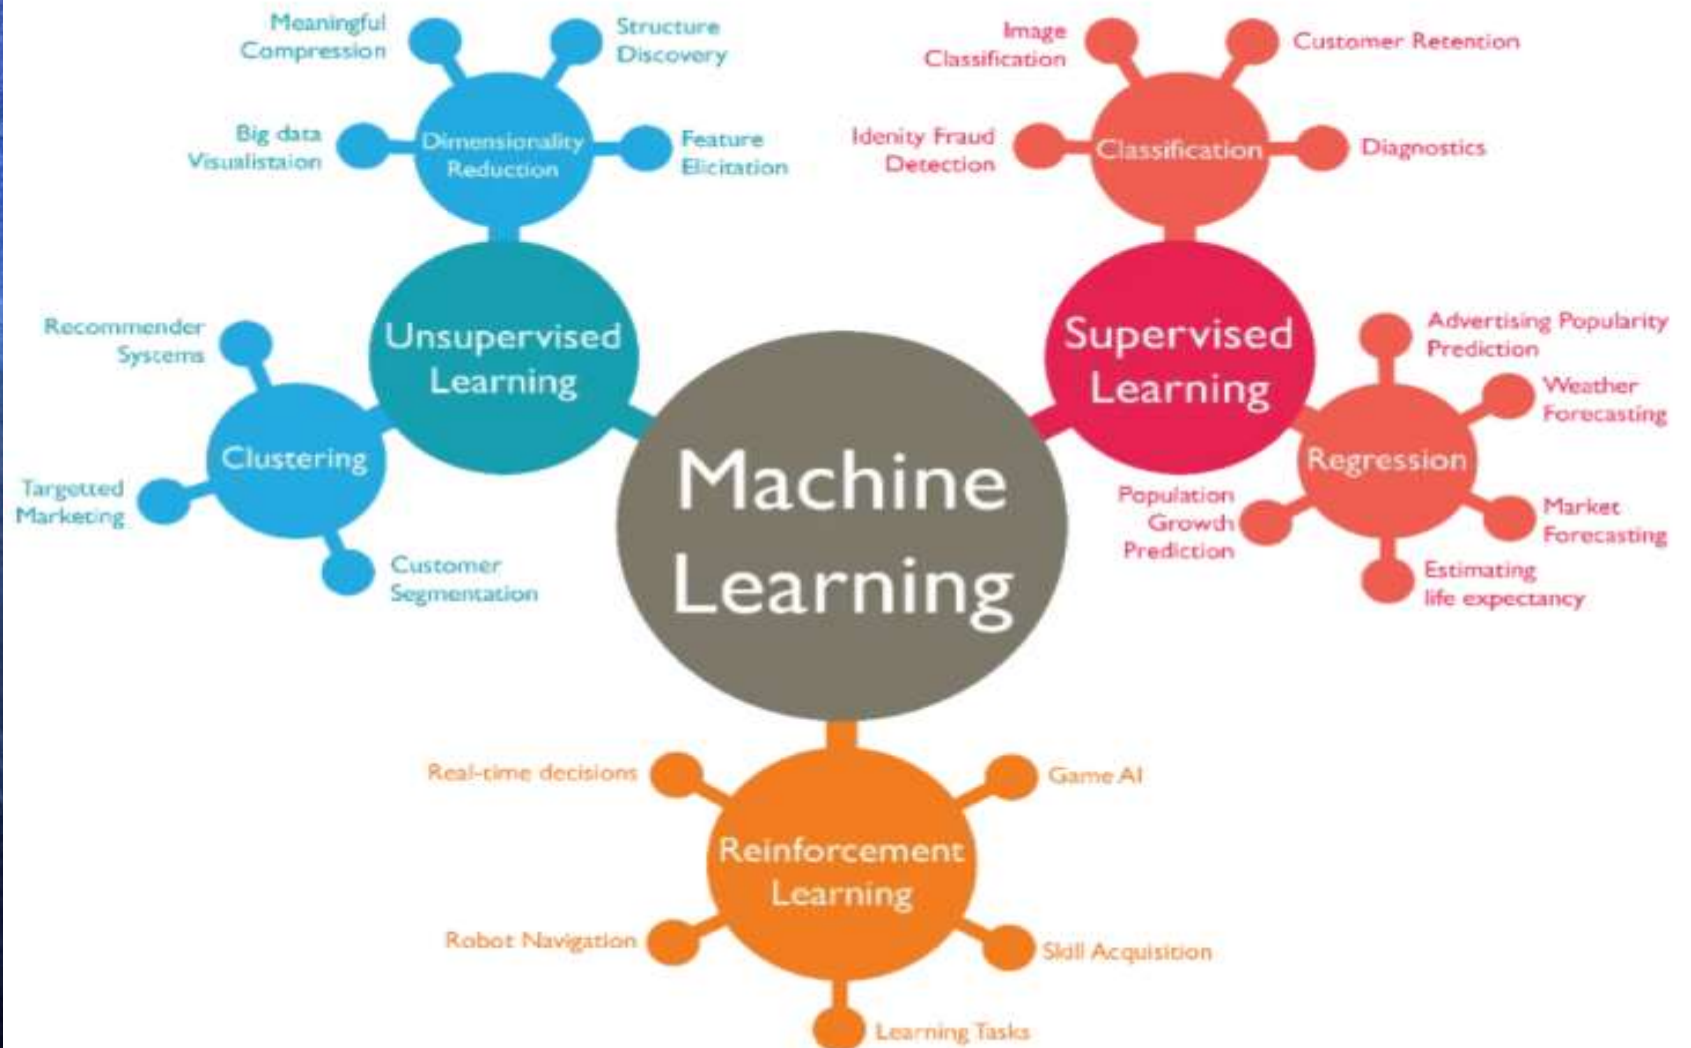 Meaningful
Compression
Structure
Discovery
Big data
Visualistaion
Dimensionality
Reduction
Feature
Elicitation
Image
Classification
Customer Retention
Idenity Fraud
Detection
Classification
Diagnostics
Unsupervised
Learning
Supervised
Learning
Recommender
Systems
Clustering
Targetted
Marketing
Customer
Segmentation
Advertising Popularity
Prediction
Weather
Forecasting
Regression
Population
Growth
Prediction
Market
Forecasting
Estimating
life expectancy
Machine
Learning
Real-time decisions
Game AI
Reinforcement
Learning
Robot Navigation
Skill Acquisition
Learning Tasks